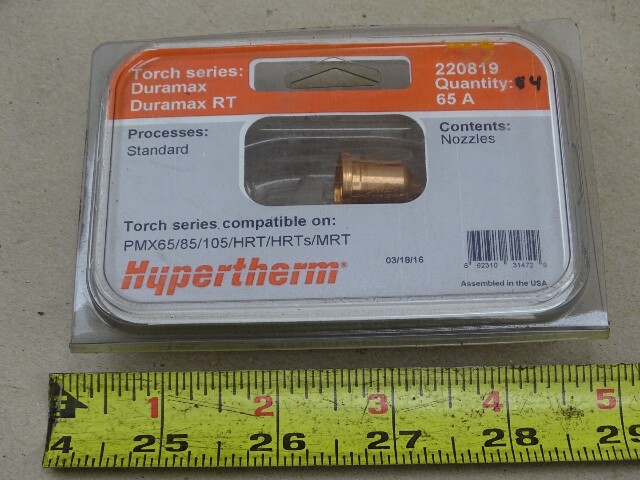 Torch series:
Duramax
Duramax RT
220819
Quantity: 4
65 A
Processes:
Standard
Contents:
Nozzles
Torch series compatible on:
PMX65/85/105/HRT/HRTs/MRT
Hypertherm®
03/18/16
Assembled in the USA
1 2 3 4 5
4 25 26 27 28 29